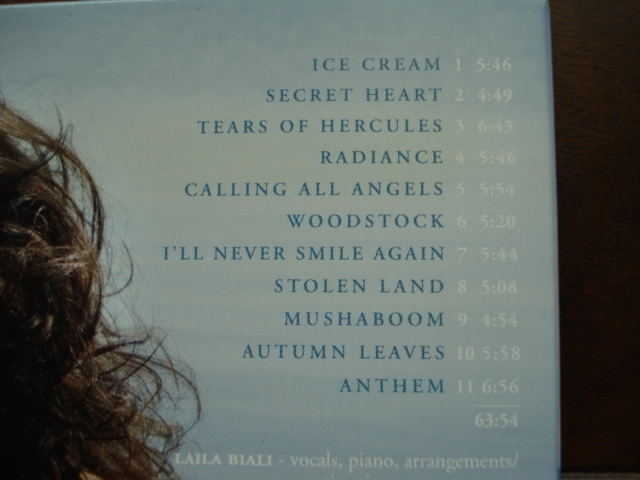 ICE CREAM 1 5:46
SECRET HEART 2 4:49
TEARS OF HERCULES 3 6:43
RADIANCE 4 5:46
CALLING ALL ANGELS 5 5:54
WOODSTOCK 6 5:20
I'LL NEVER SMILE AGAIN 7 5:44
STOLEN LAND 8 5:08
MUSHABOOM 9 4:54
AUTUMN LEAVES 10 5:58
ANTHEM 11 6:56
63:54
LAILA BIALI - vocals, piano, arrangements/